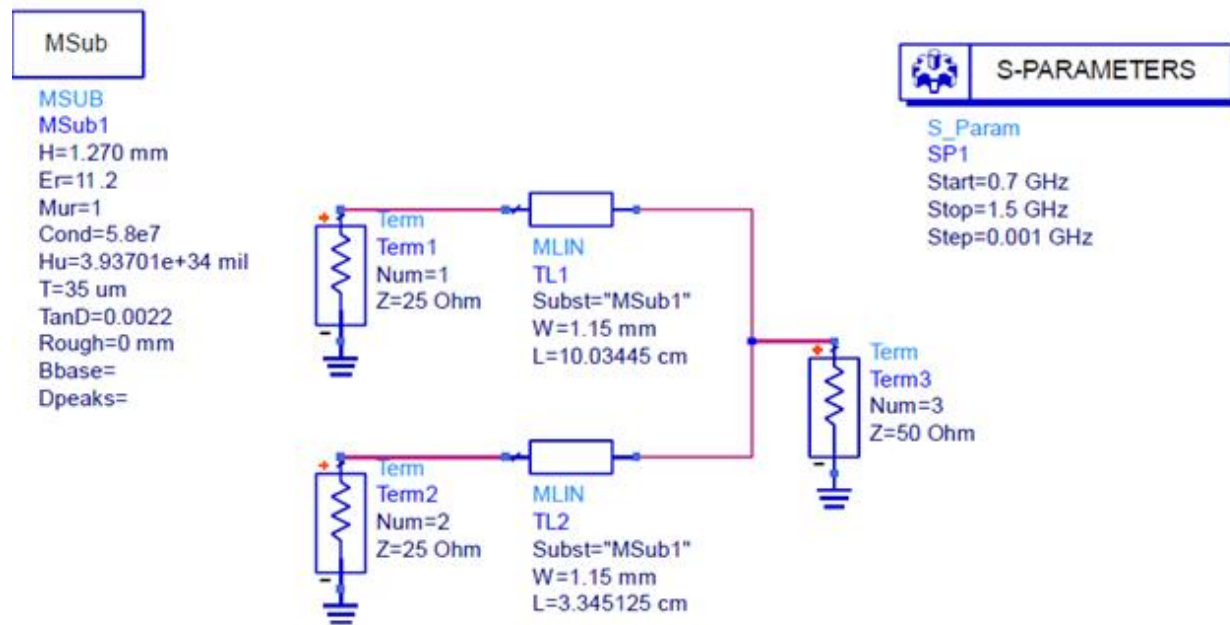 MSub
MSUB
MSub1
H=1.270 mm
Er=11.2
Mur=1
Cond=5.8e7
Hu=3.93701e+34 mil
T=35 um
TanD=0.0022
Rough=0 mm
Bbase=
Dpeaks=
S-PARAMETERS
S_Param
SP1
Start=0.7 GHz
Stop=1.5 GHz
Step=0.001 GHz
Term
Term1
Num=1
Z=25 Ohm
MLIN
TL1
Subst="MSub1"
W=1.15 mm
L=10.03445 cm
Term
Term3
Num=3
Z=50 Ohm
Term
Term2
Num=2
Z=25 Ohm
MLIN
TL2
Subst="MSub1"
W=1.15 mm
L=3.345125 cm